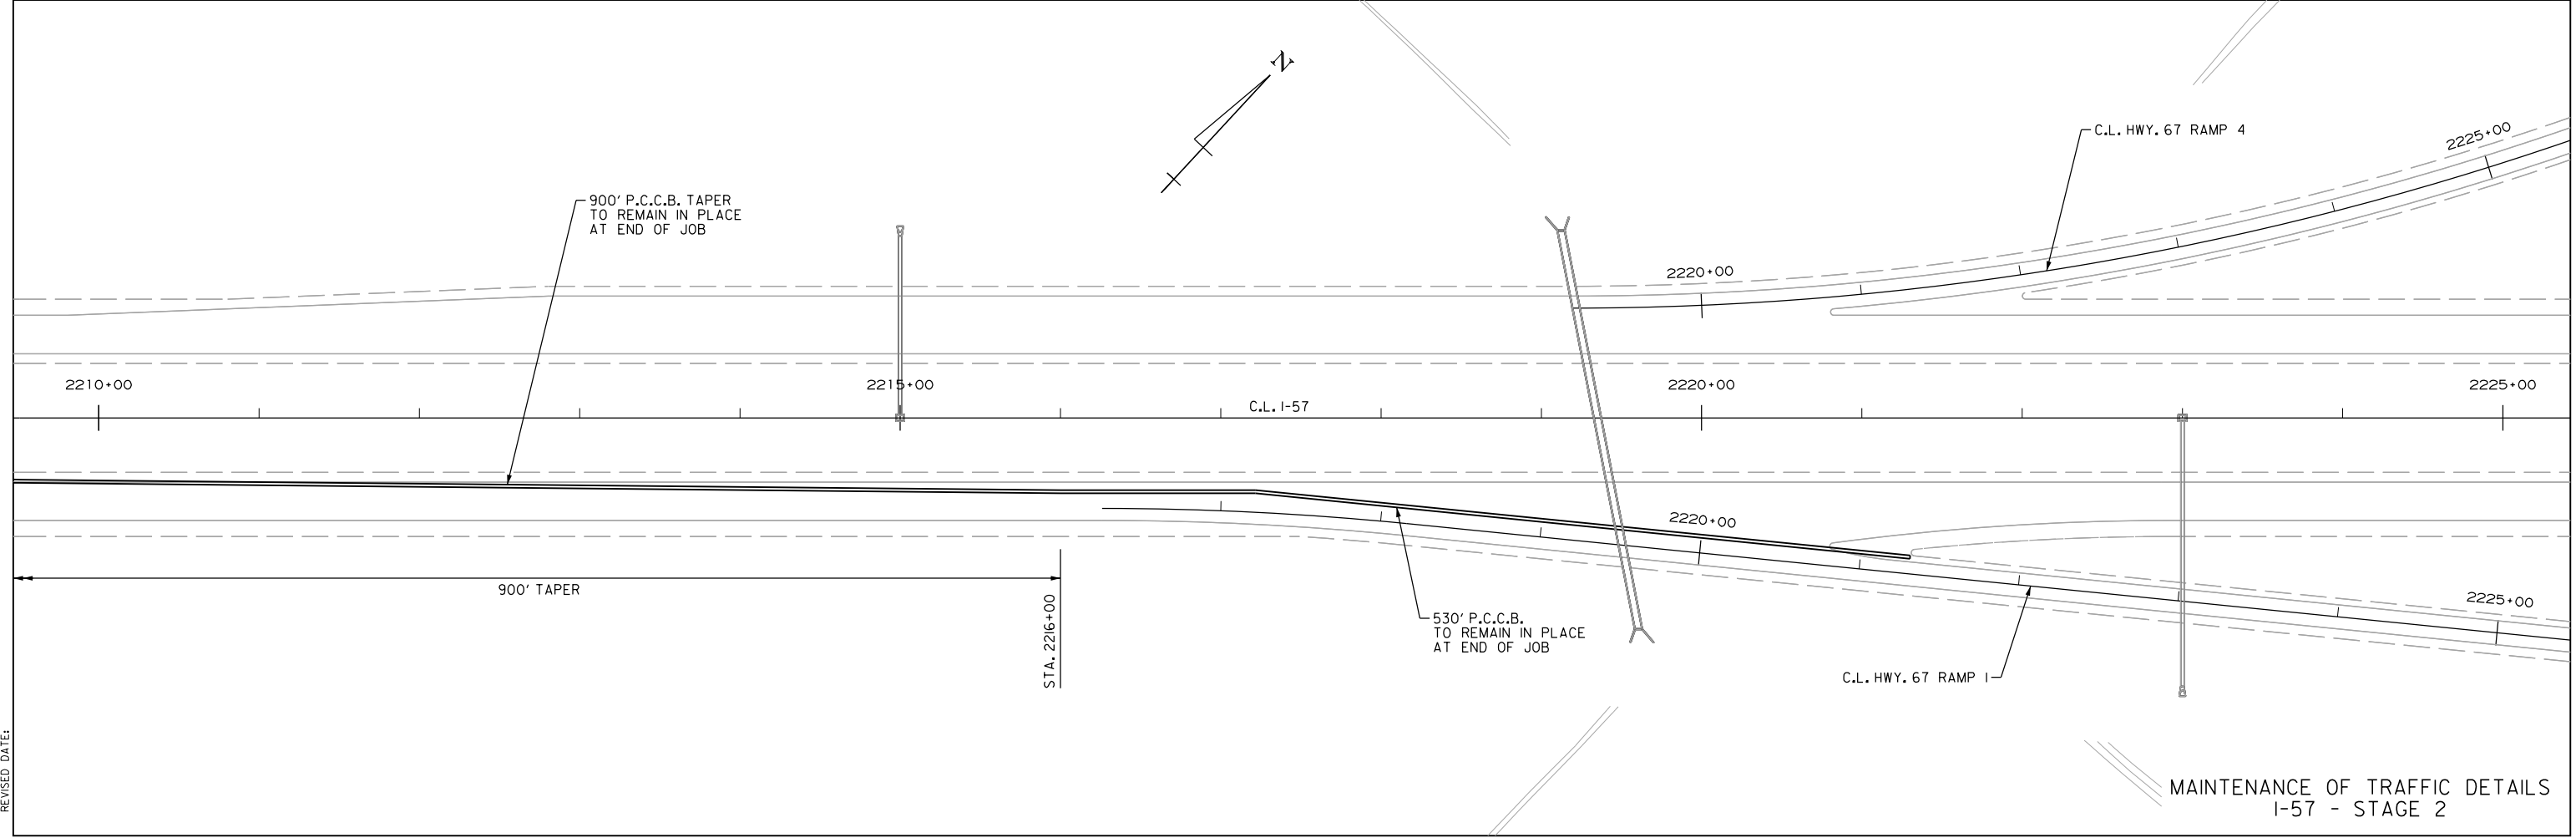 N
C.L. HWY. 67 RAMP 4
2225+00
900' P.C.C.B. TAPER
TO REMAIN IN PLACE
AT END OF JOB
2220+00
2210+00
2215+00
2220+00
2225+00
C.L. I-57
2220+00
900' TAPER
STA. 2216+00
530' P.C.C.B.
TO REMAIN IN PLACE
AT END OF JOB
2225+00
C.L. HWY. 67 RAMP 1
REVISED DATE:
MAINTENANCE OF TRAFFIC DETAILS
I-57 - STAGE 2